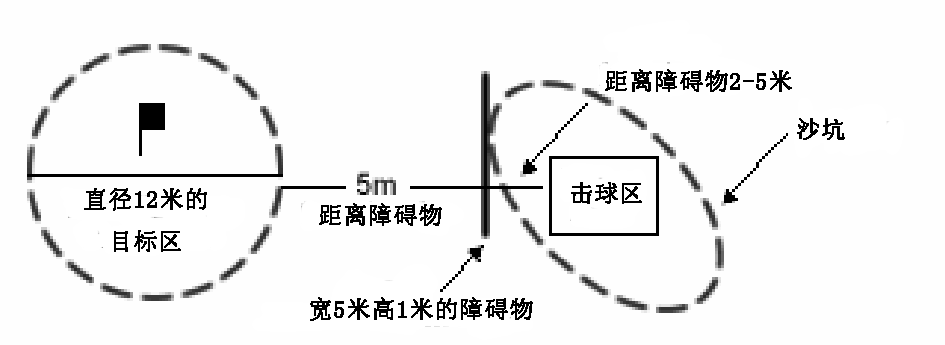 距离障碍物2-5米
沙坑
击球区
5m
距离障碍物
直径12米的
目标区
宽5米高1米的障碍物